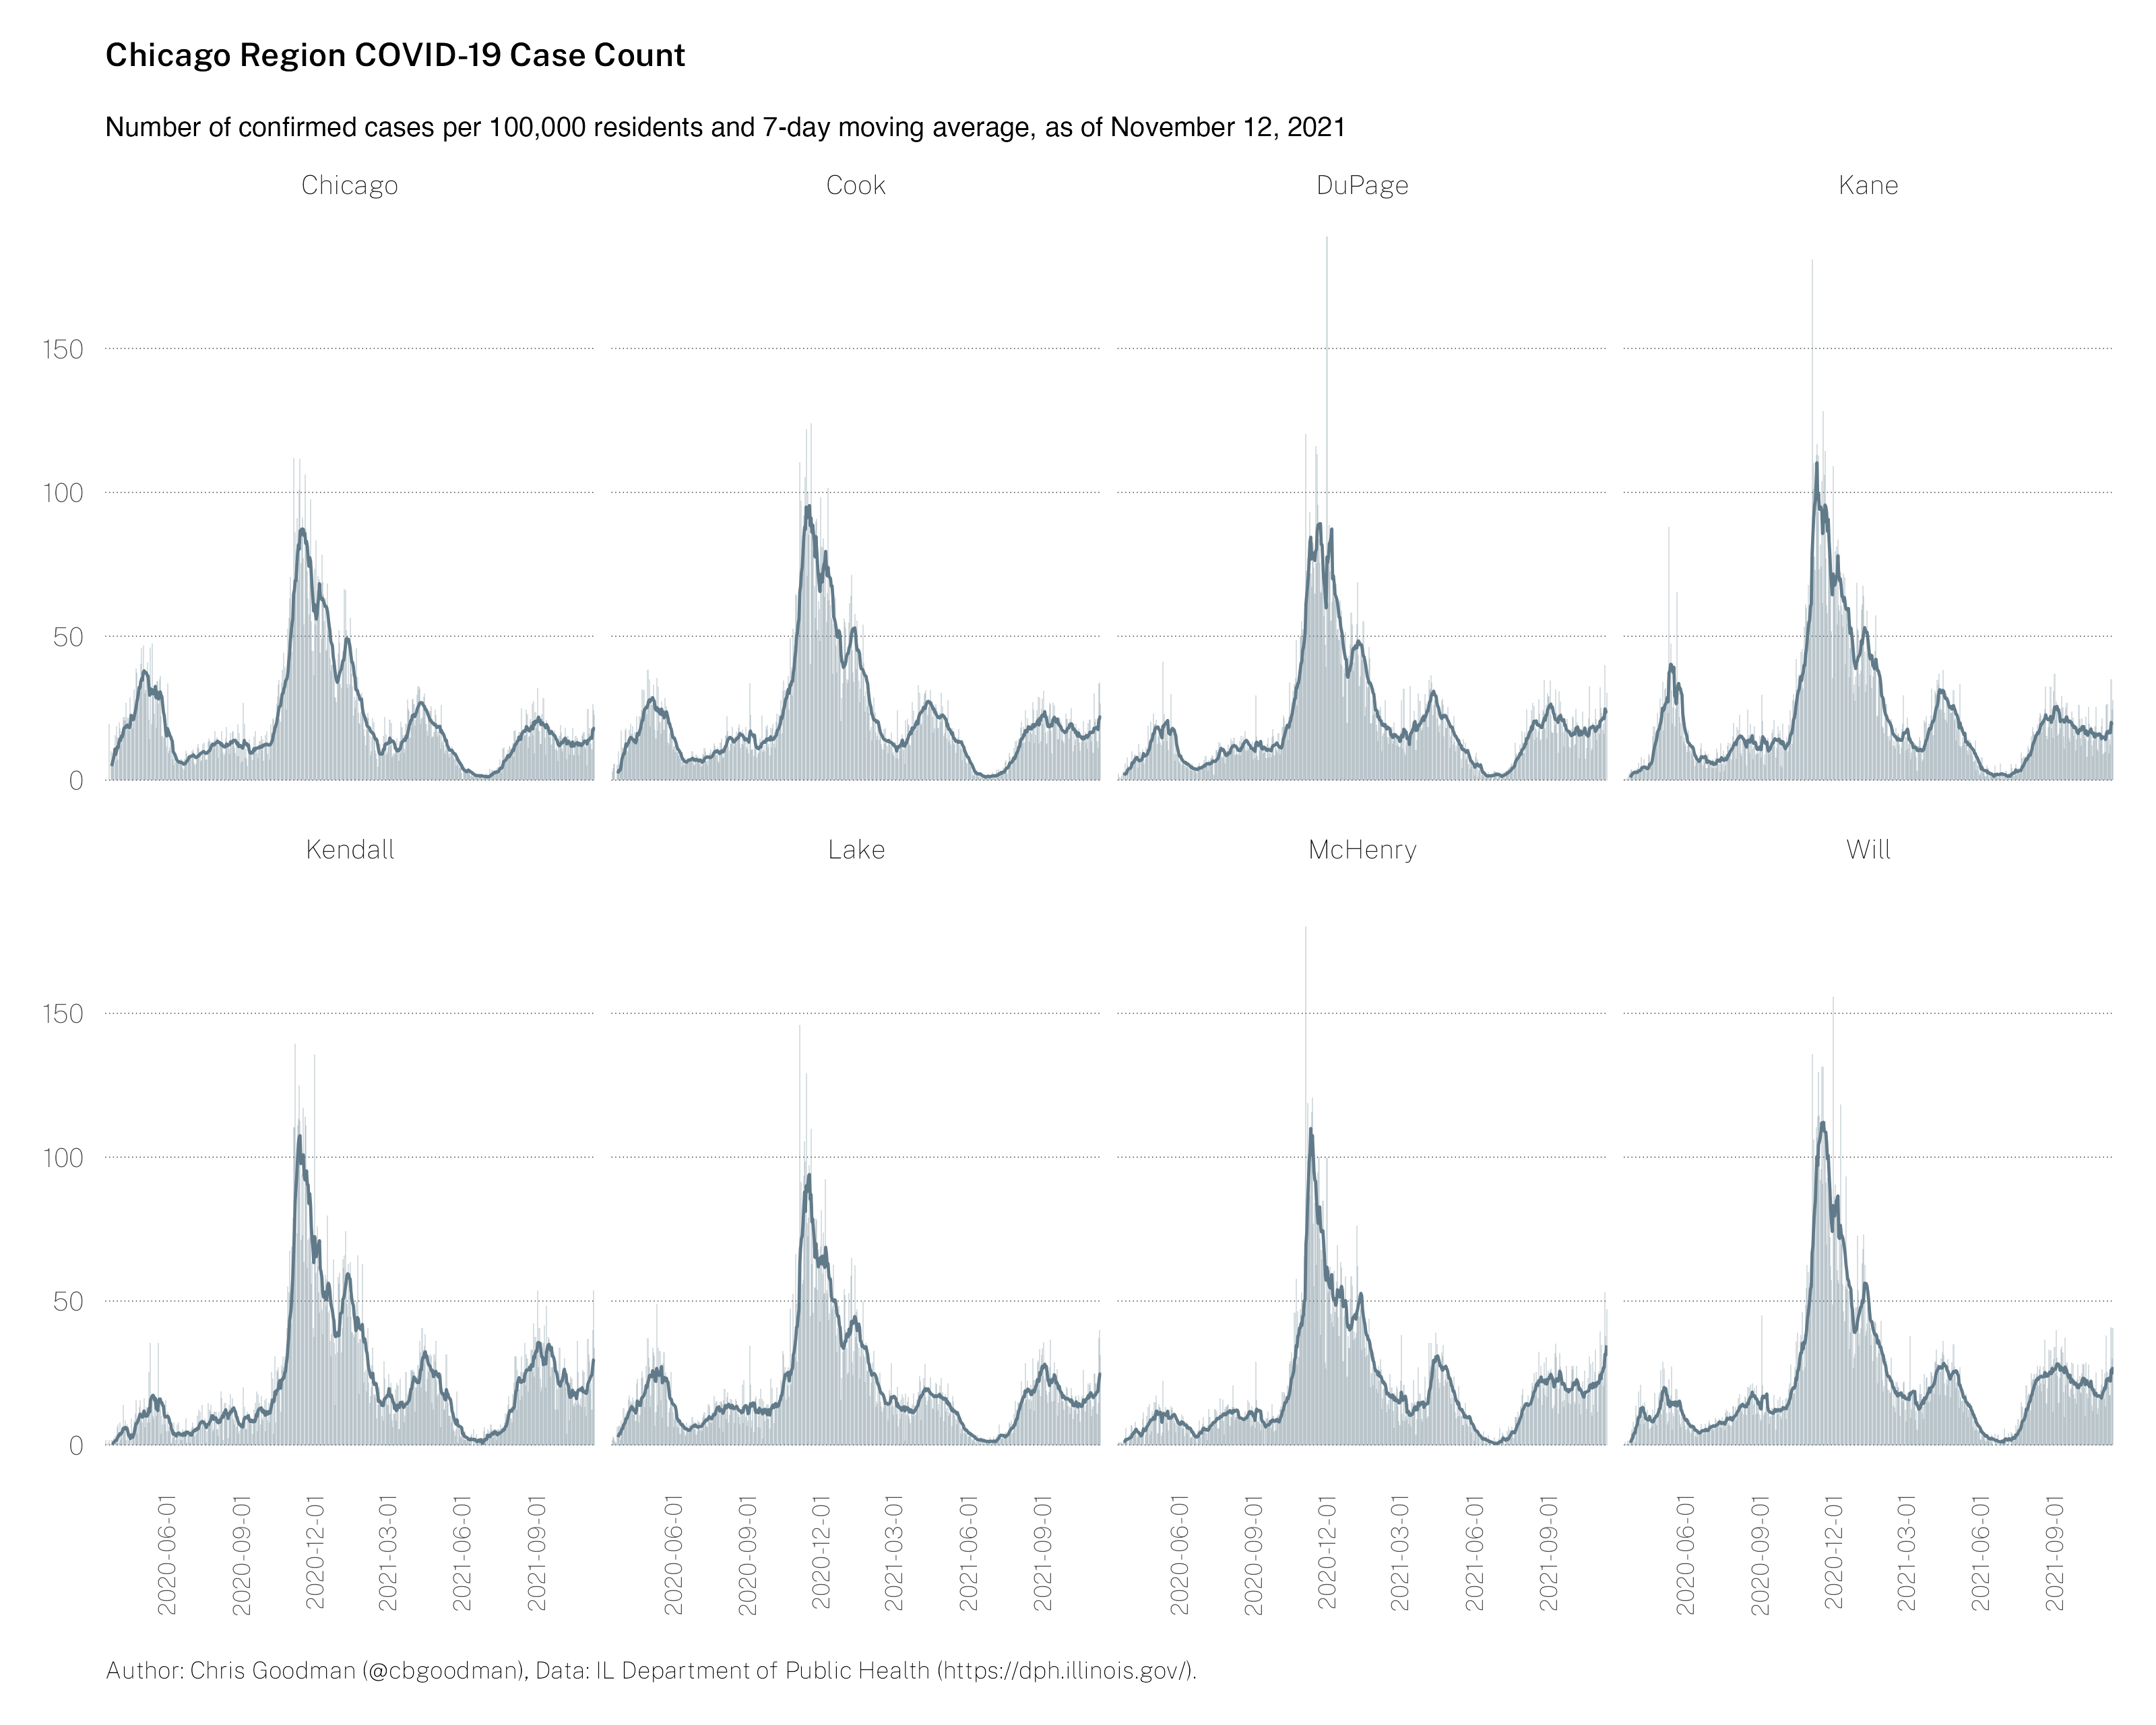 Chicago Region COVID-19 Case Count
Number of confirmed cases per 100,000 residents and 7-day moving average, as of November 12, 2021
Chicago Cook DuPage Kane
150
100
50
0
Kendall Lake McHenry Will
150
100
50
0
2020-06-01 2020-09-01 2020-12-01 2021-03-01 2021-06-01 2021-09-01 2020-06-01 2020-09-01 2020-12-01 2021-03-01 2021-06-01 2021-09-01 2020-06-01 2020-09-01 2020-12-01 2021-03-01 2021-06-01 2021-09-01 2020-06-01 2020-09-01 2020-12-01 2021-03-01 2021-06-01 2021-09-01
Author: Chris Goodman (@cbgoodman), Data: IL Department of Public Health (https://dph.illinois.gov/).